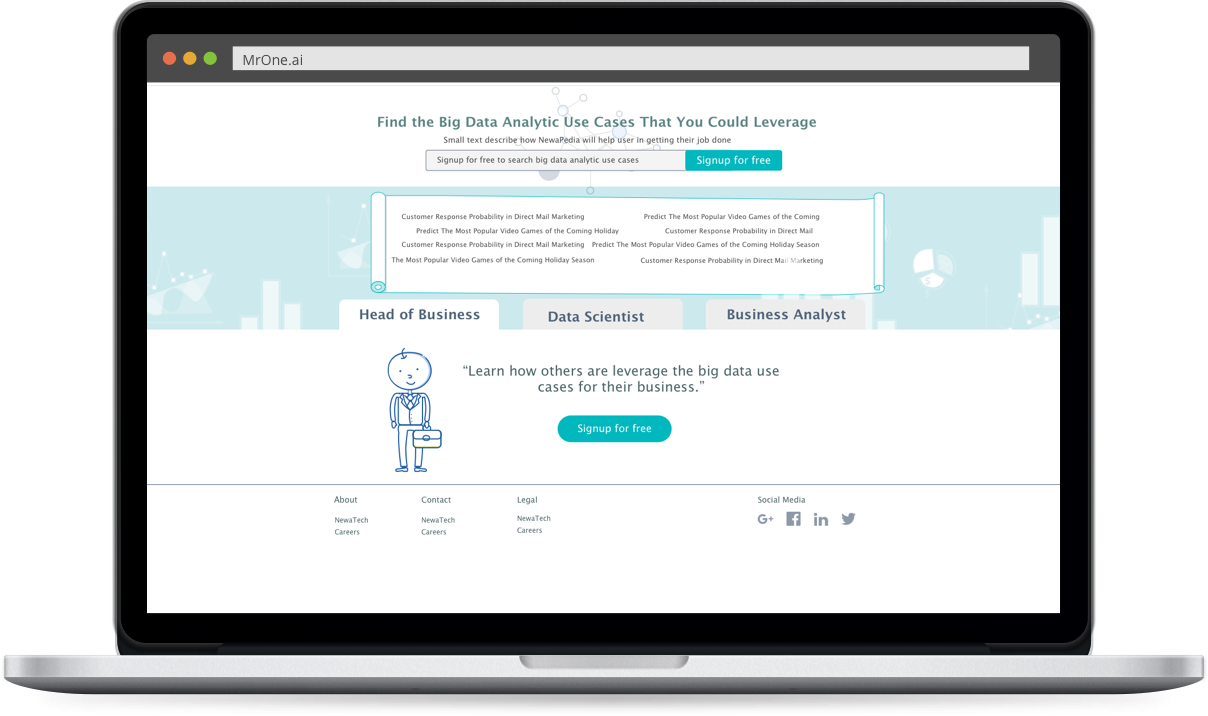 MrOne.ai
Find the Big Data Analytic Use Cases That You Could Leverage
Small text describe how NewaPedia will help user in getting their job done
Signup for free to search big data analytic use cases
Signup for free
Customer Response Probability in Direct Mail Marketing
Predict The Most Popular Video Games of the Coming
Predict The Most Popular Video Games of the Coming Holiday
Customer Response Probability in Direct Mail
Customer Response Probability in Direct Mail Marketing
Predict The Most Popular Video Games of the Coming Holiday Season
The Most Popular Video Games of the Coming Holiday Season
Customer Response Probability in Direct Mail Marketing
$
Head of Business
Data Scientist
Business Analyst
“Learn how others are leverage the big data use
cases for their business.”
Signup for free
About
Contact
Legal
Social Media
NewaTech
NewaTech
NewaTech
Careers
Careers
Careers
G+
in